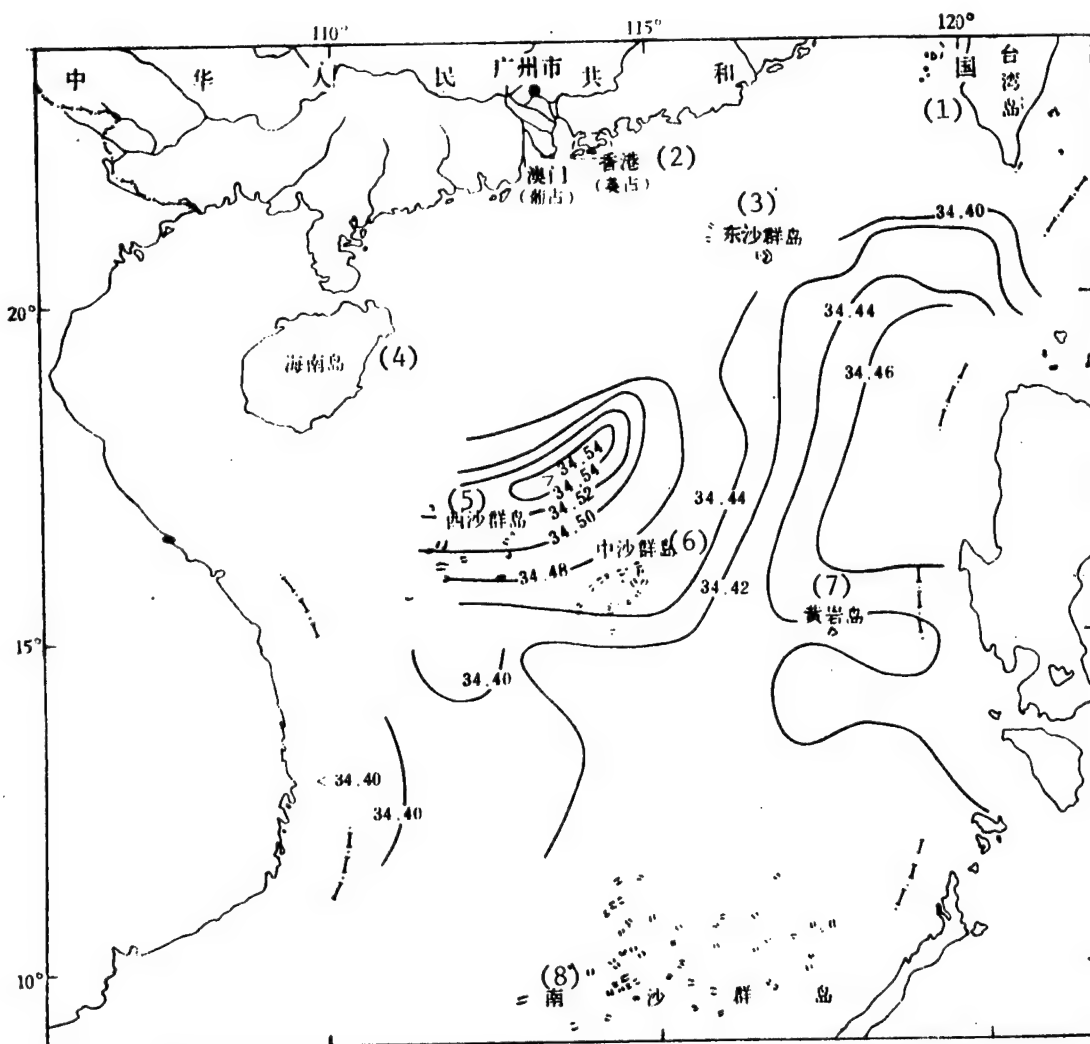 110° 115° 120°
中 华 人 民 共 和 国
广州市
台湾岛
(1)
香港 (2)
(英占)
澳门
(葡占)
(3)
东沙群岛
34.40
20°
34.44
34.46
海南岛 (4)
> 34.54
34.54
34.52
34.50
34.48
(5)
西沙群岛
中沙群岛 (6)
34.44
34.42
(7)
黄岩岛
15°
34.40
< 34.40
34.40
10°
(8)
南 沙 群 岛